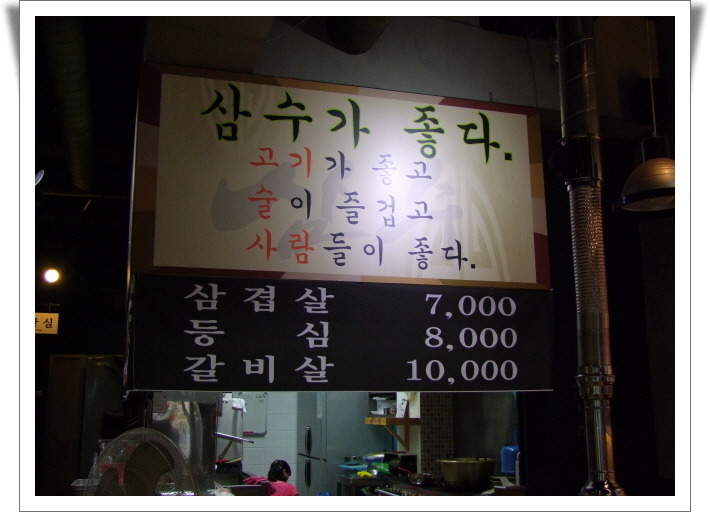 삼수가 좋다.
고기가 좋고
술이 즐겁고
사람들이 좋다.
삼겹살 7,000
등심 8,000
갈비살 10,000
실